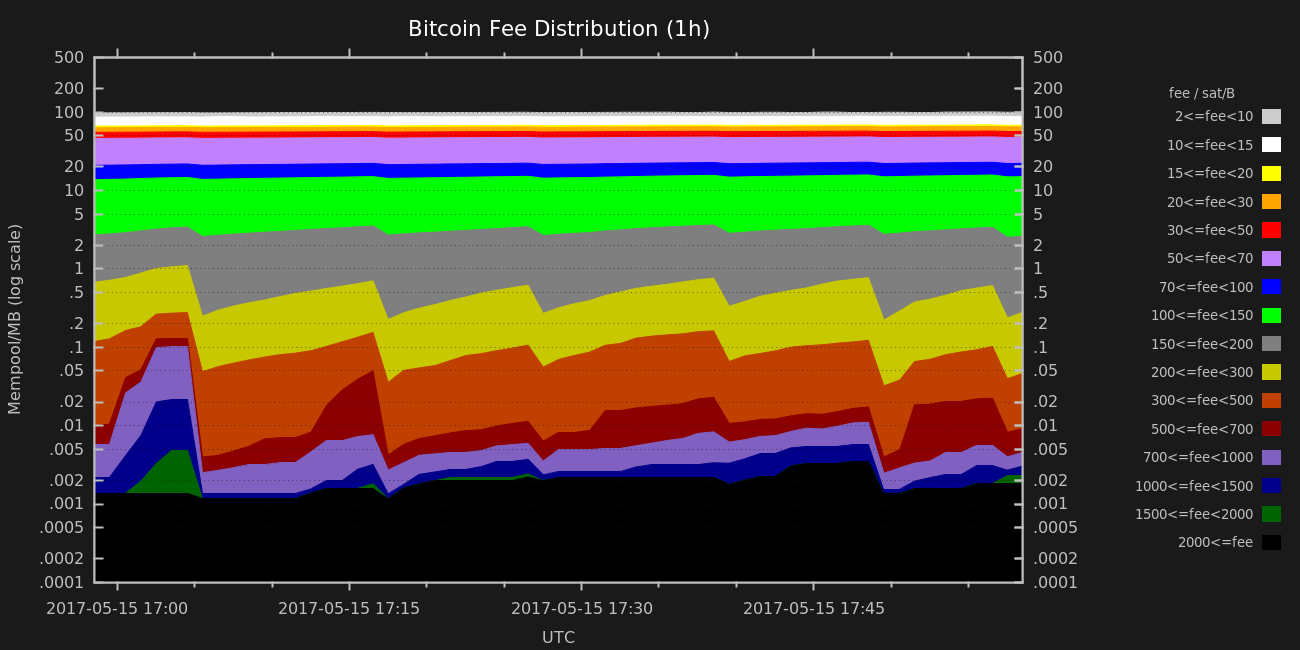 Bitcoin Fee Distribution (1h)
Mempool/MB (log scale)
500
200
100
50
20
10
5
2
1
.5
.2
.1
.05
.02
.01
.005
.002
.001
.0005
.0002
.0001
500
200
100
50
20
10
5
2
1
.5
.2
.1
.05
.02
.01
.005
.002
.001
.0005
.0002
.0001
fee / sat/B
2<=fee<10
10<=fee<15
15<=fee<20
20<=fee<30
30<=fee<50
50<=fee<70
70<=fee<100
100<=fee<150
150<=fee<200
200<=fee<300
300<=fee<500
500<=fee<700
700<=fee<1000
1000<=fee<1500
1500<=fee<2000
2000<=fee
2017-05-15 17:00 2017-05-15 17:15 2017-05-15 17:30 2017-05-15 17:45
UTC